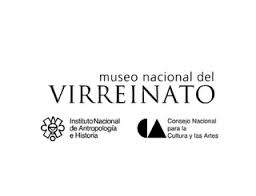 museo nacional del
VIRREINATO
Instituto Nacional
de Antropología
e Historia
Consejo Nacional
para la
Cultura y las Artes